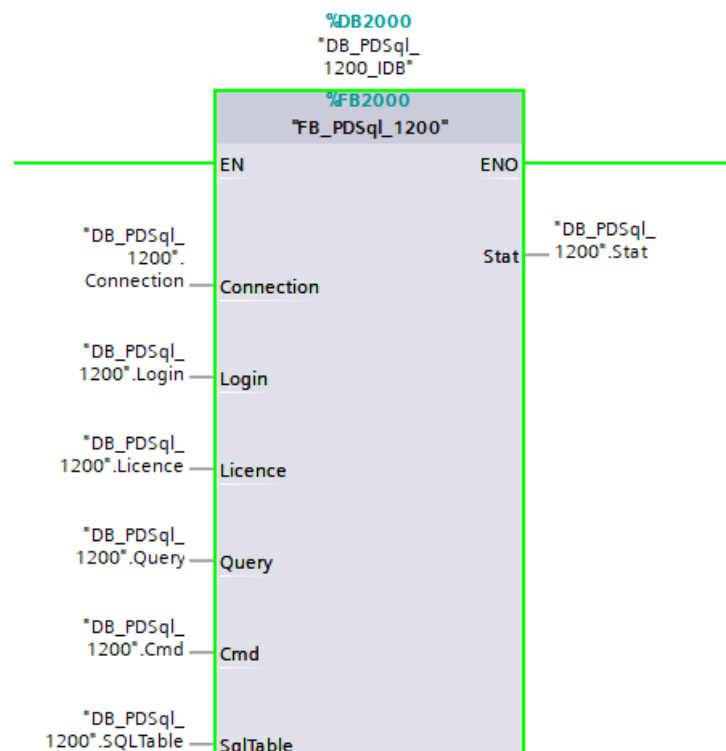 %DB2000
"DB_PDSql_
1200_IDB"
%FB2000
"FB_PDSql_1200"
EN
ENO
"DB_PDSql_
1200".
Connection
Connection
Stat
"DB_PDSql_
1200".Stat
"DB_PDSql_
1200".Login
Login
"DB_PDSql_
1200".Licence
Licence
"DB_PDSql_
1200".Query
Query
"DB_PDSql_
1200".Cmd
Cmd
"DB_PDSql_
1200".SQLTable
SqlTable